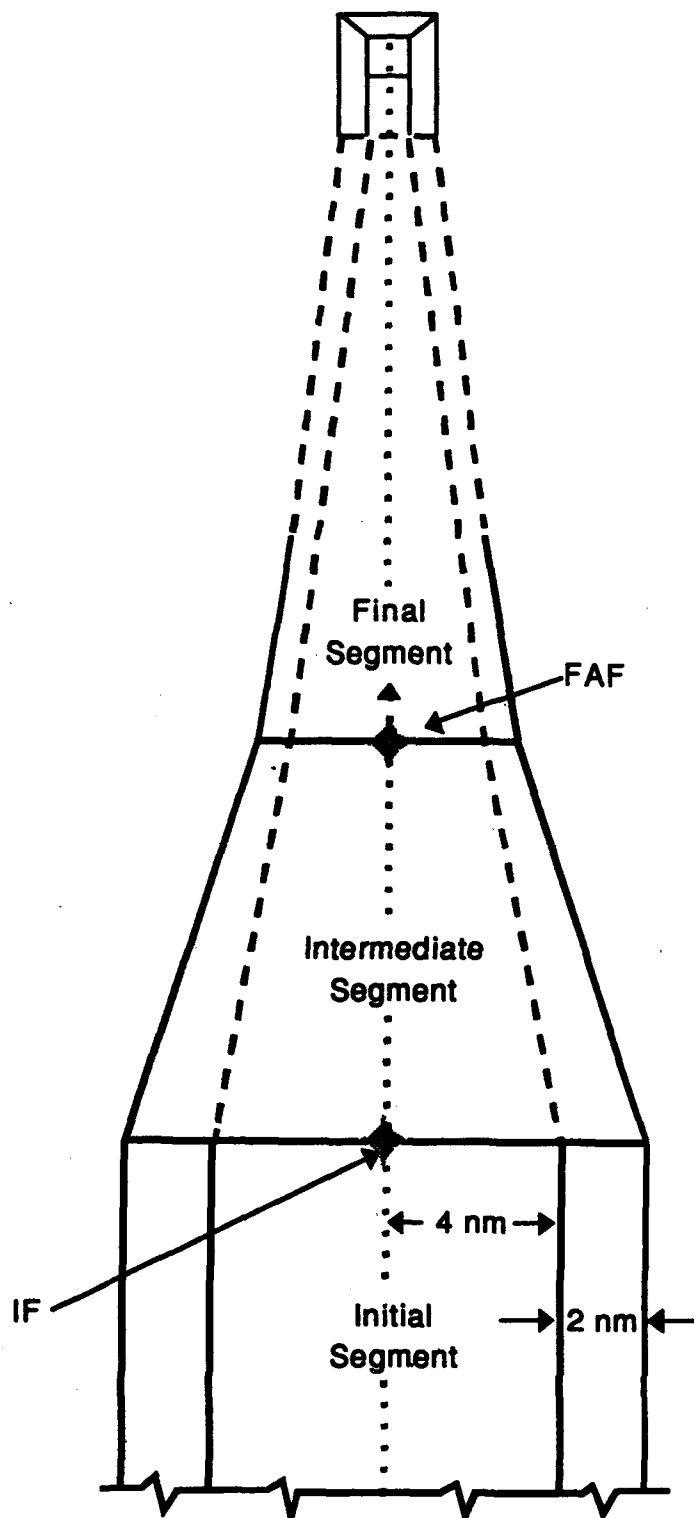 Final
Segment
FAF
Intermediate
Segment
4 nm
IF
Initial
Segment
2 nm